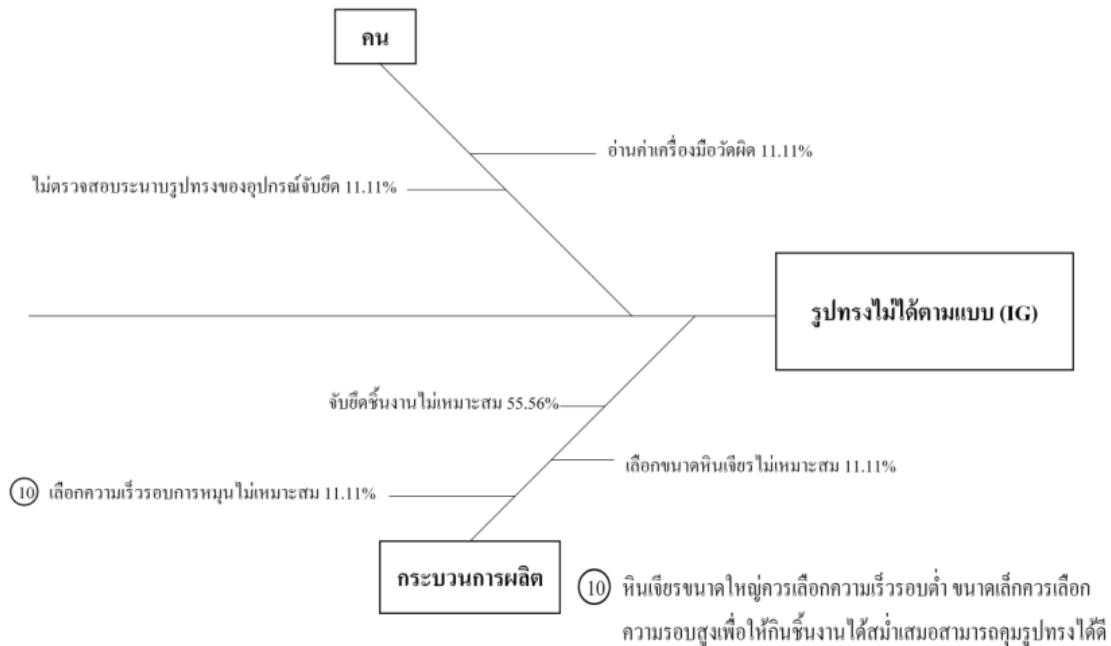 คน
อ่านค่าเครื่องมือวัดผิด 11.11%
ไม่ตรวจสอบระนาบรูปทรงของอุปกรณ์จับยึด 11.11%
รูปทรงไม่ได้ตามแบบ (IG)
จับยึดชิ้นงานไม่เหมาะสม 55.56%
เลือกขนาดหินเจียรไม่เหมาะสม 11.11%
10 เลือกความเร็วรอบการหมุนไม่เหมาะสม 11.11%
กระบวนการผลิต
10 หินเจียรขนาดใหญ่ควรเลือกความเร็วรอบต่ำ ขนาดเล็กควรเลือก
ความรอบสูงเพื่อให้กินชิ้นงานได้สม่ำเสมอสามารถคุมรูปทรงได้ดี